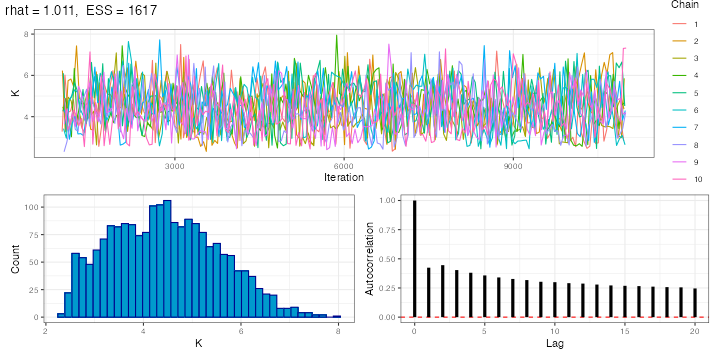 rhat = 1.011, ESS = 1617
Chain
1
2
3
4
5
6
7
8
9
10
8
6
4
K
3000 6000 9000
Iteration
100
75
50
25
0
Count
2 4 6 8
K
1.00
0.75
0.50
0.25
0.00
Autocorrelation
0 5 10 15 20
Lag